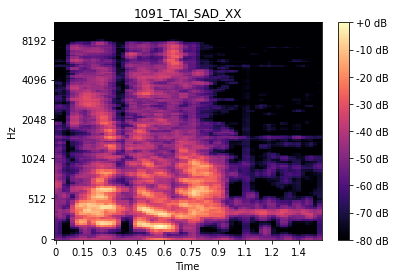 1091_TAI_SAD_XX
+0 dB
8192
-10 dB
4096
-20 dB
-30 dB
2048
Hz
-40 dB
1024
-50 dB
512
-60 dB
-70 dB
0
-80 dB
0 0.15 0.3 0.45 0.6 0.75 0.9 1.1 1.2 1.4
Time